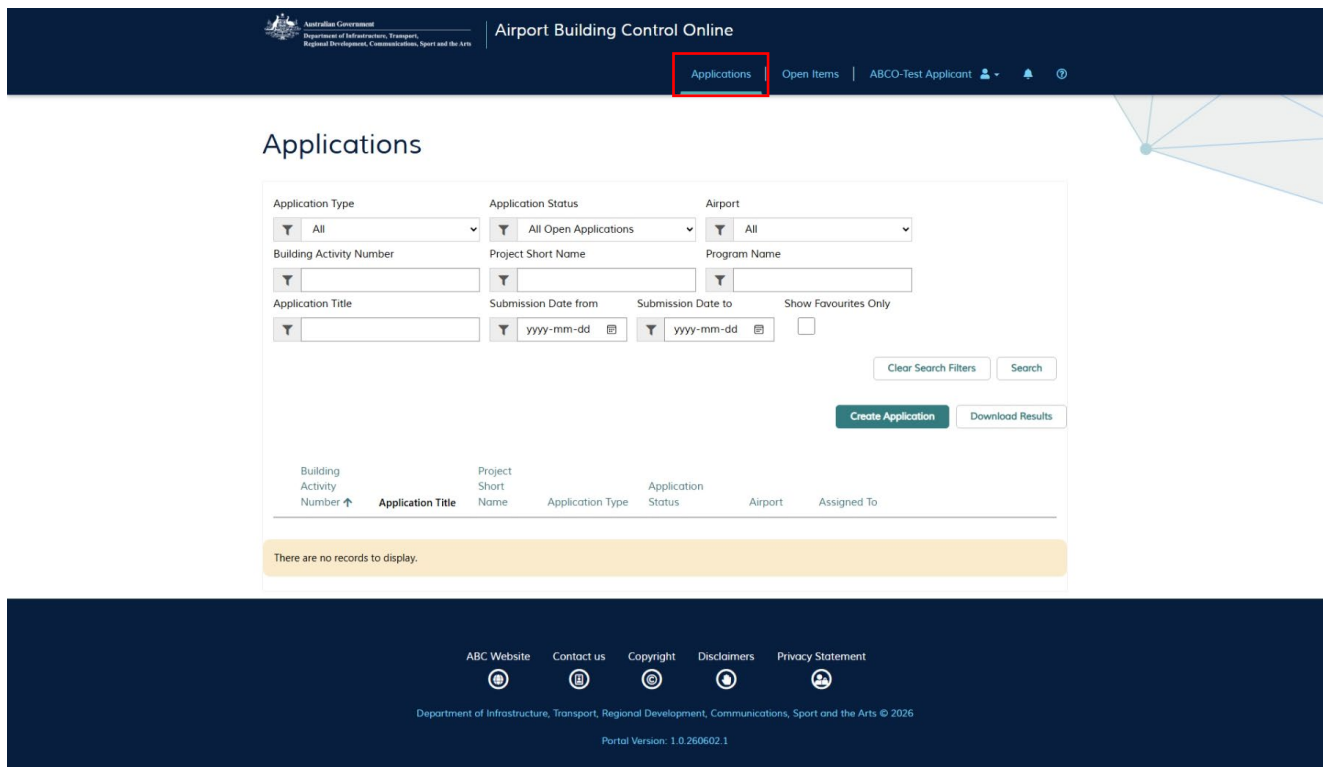 Australian Government
Department of Infrastructure, Transport,
Regional Development, Communications, Sport and the Arts
Airport Building Control Online
Applications
Open Items
ABCO-Test Applicant
Applications
Application Type
Application Status
Airport
All
All Open Applications
All
Building Activity Number
Project Short Name
Program Name
Application Title
Submission Date from
Submission Date to
Show Favourites Only
yyyy-mm-dd
yyyy-mm-dd
Clear Search Filters
Search
Create Application
Download Results
Building
Activity
Number
Application Title
Project
Short
Name
Application Type
Application
Status
Airport
Assigned To
There are no records to display.
ABC Website
Contact us
Copyright
Disclaimers
Privacy Statement
Department of Infrastructure, Transport, Regional Development, Communications, Sport and the Arts © 2026
Portal Version: 1.0.260602.1